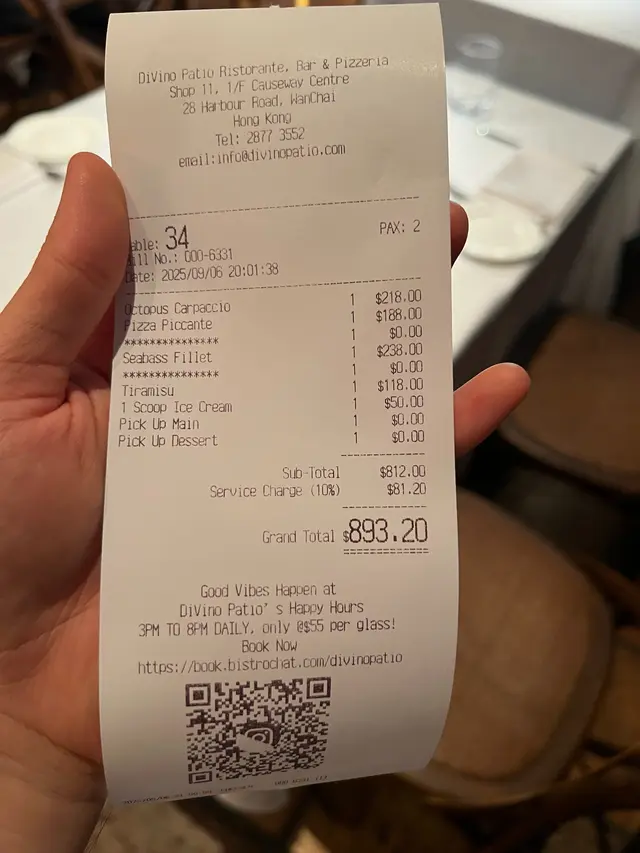 DiVino Patio Ristorante, Bar & Pizzeria
Shop 11, 1/F Causeway Centre
28 Harbour Road, WanChai
Hong Kong
Tel: 2877 3552
email:info@divinopatio.com
able: 34 PAX: 2
ill No.: 000-6331
ate: 2025/09/06 20:01:38
Octopus Carpaccio 1 $218.00
Pizza Piccante 1 $188.00
*************** 1 $0.00
Seabass Fillet 1 $238.00
*************** 1 $0.00
Tiramisu 1 $118.00
1 Scoop Ice Cream 1 $50.00
Pick Up Main 1 $0.00
Pick Up Dessert 1 $0.00
Sub-Total $812.00
Service Charge (10%) $81.20
Grand Total $893.20
Good Vibes Happen at
DiVino Patio's Happy Hours
3PM TO 8PM DAILY, only @$55 per glass!
Book Now
https://book.bistrochat.com/divinopatio